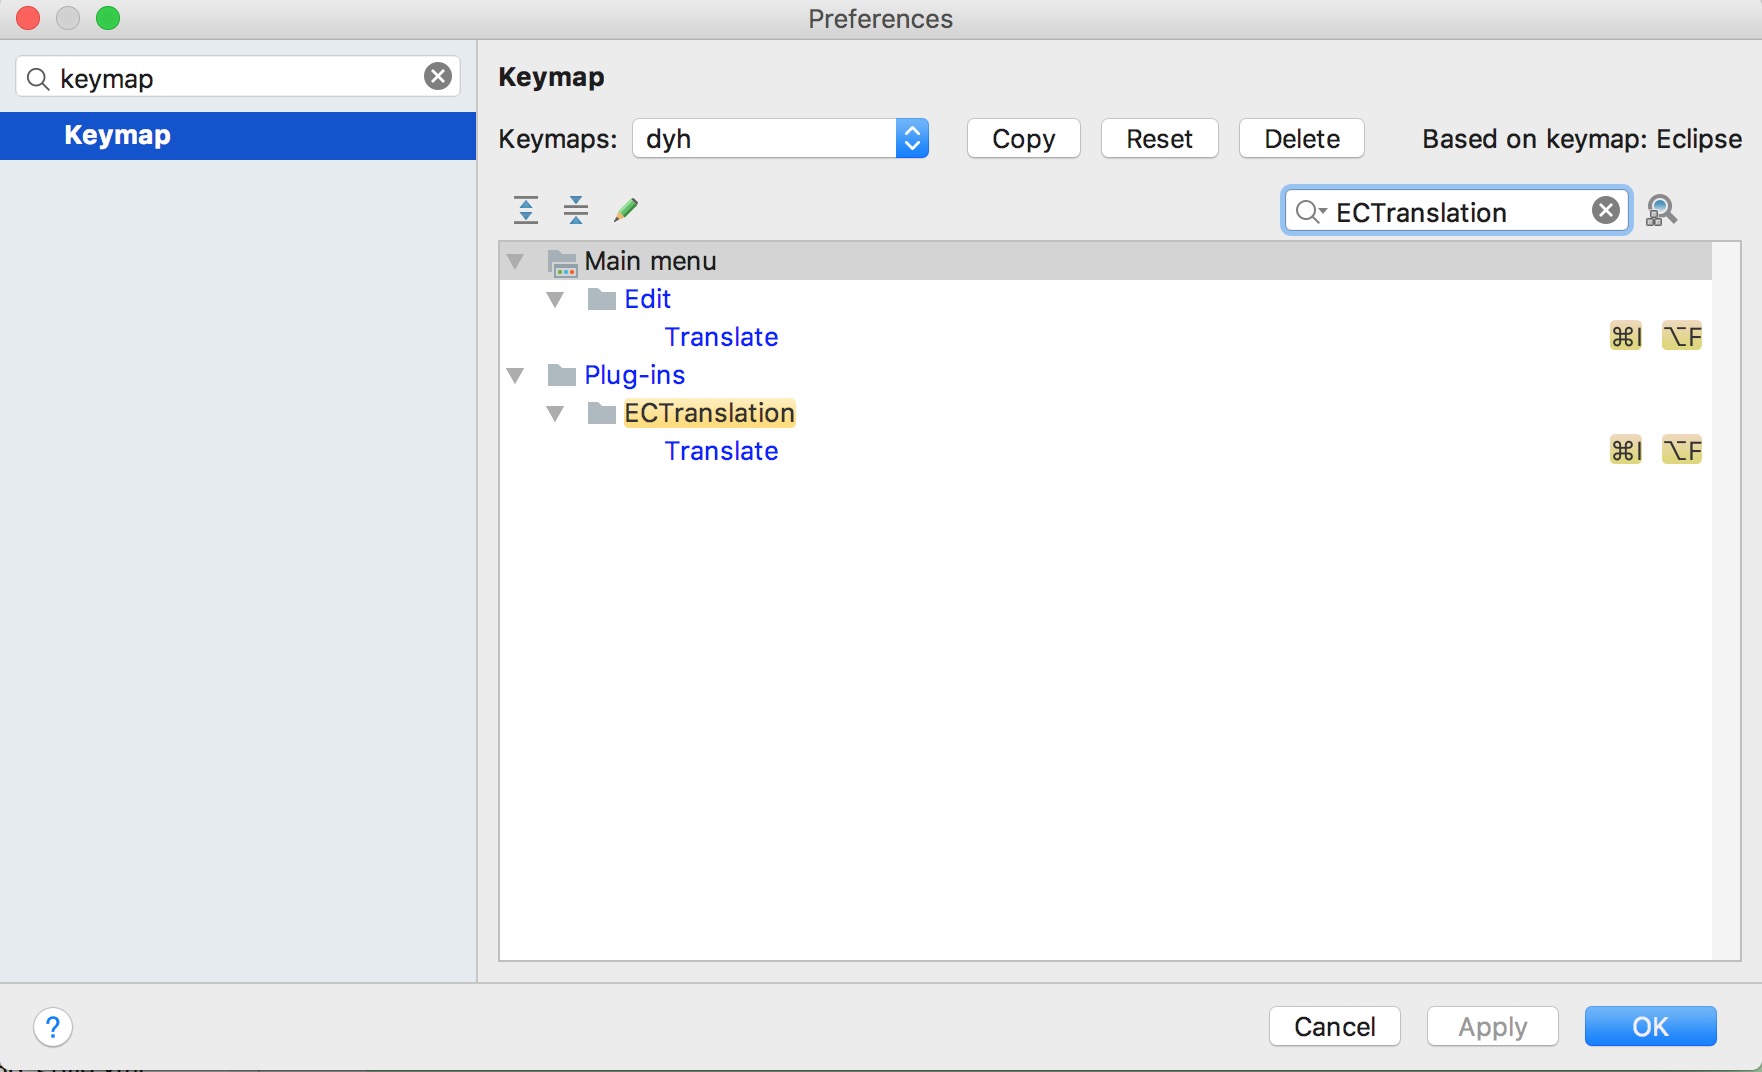 Preferences
keymap
Keymap
Keymap
Keymaps: dyh Copy Reset Delete Based on keymap: Eclipse
ECTranslation
Main menu
Edit
Translate ⌘I ⌥F
Plug-ins
ECTranslation
Translate ⌘I ⌥F
? Cancel Apply OK